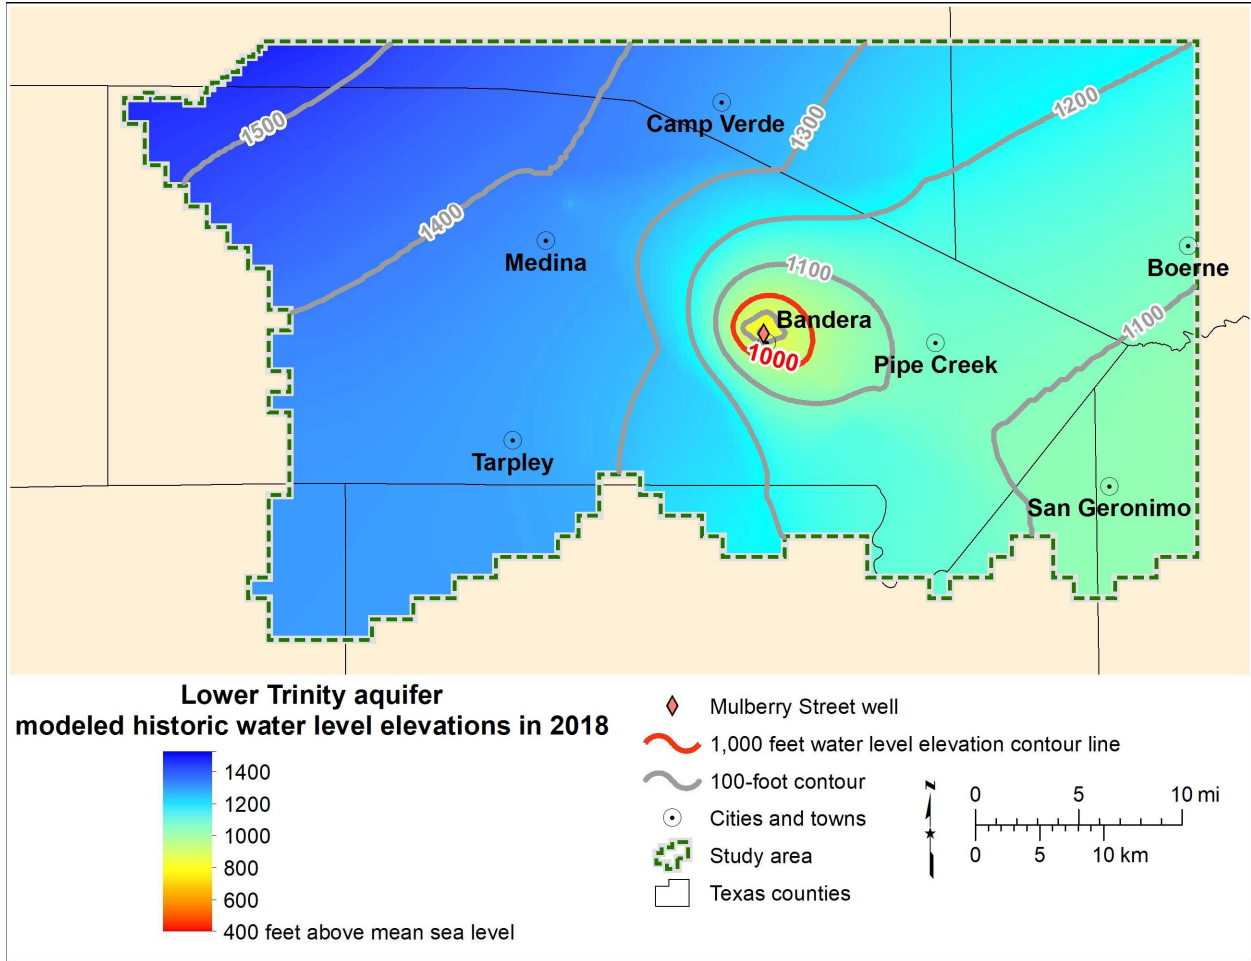 1500
1400
1300
1200
Camp Verde
Medina
Boerne
1100
1100
Bandera
1000
Pipe Creek
Tarpley
San Geronimo
Lower Trinity aquifer
modeled historic water level elevations in 2018
1400
1200
1000
800
600
400 feet above mean sea level
Mulberry Street well
1,000 feet water level elevation contour line
100-foot contour
Cities and towns
Study area
Texas counties
N
0 5 10 mi
0 5 10 km